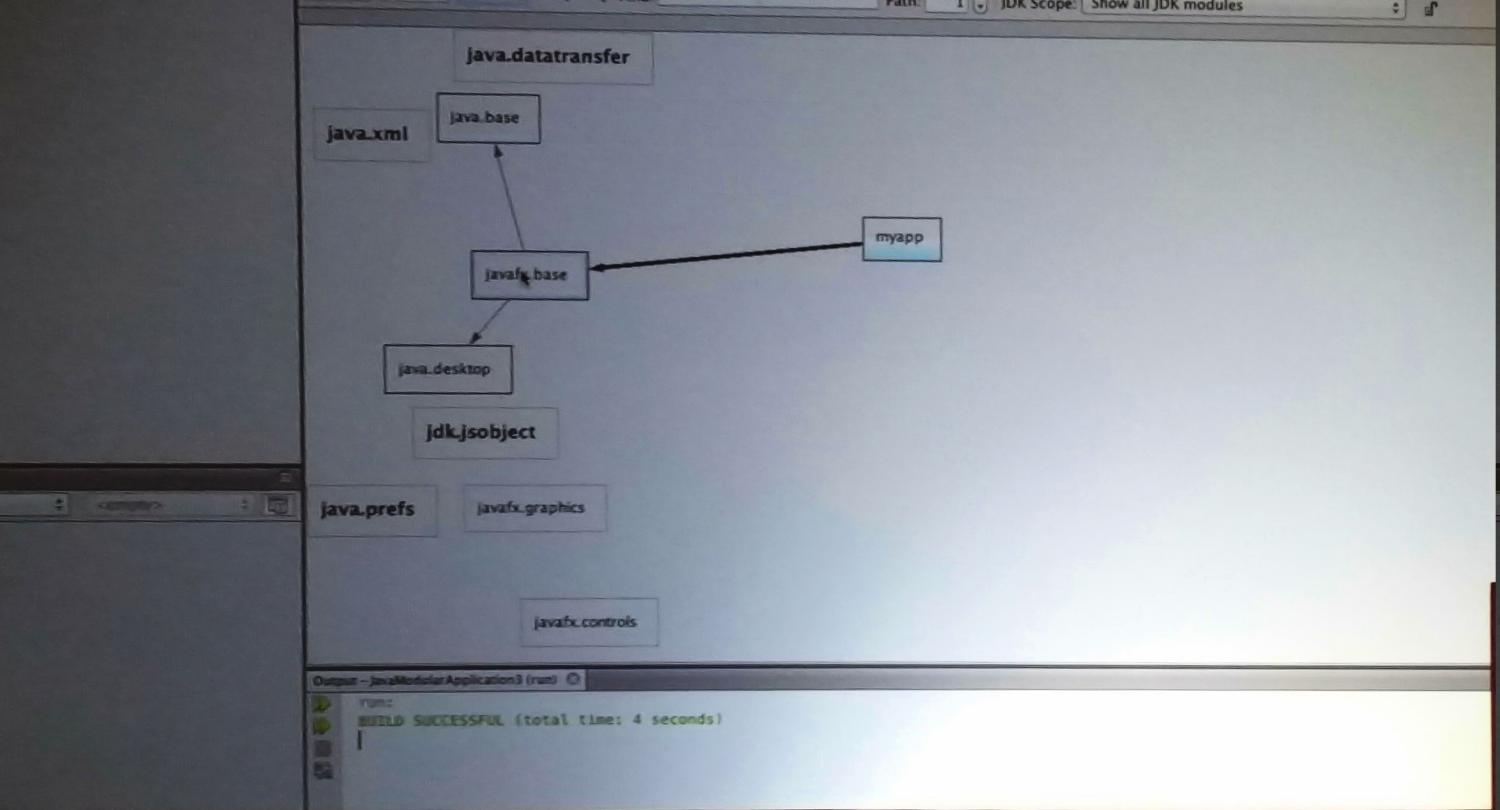 Path: 1 JDK Scope: Show all JDK modules
java.datatransfer
java.base
java.xml
myapp
javafx.base
java.desktop
jdk.jsobject
java.prefs
javafx.graphics
javafx.controls
<empty>
Output - JavaModularApplication3 (run)
run:
BUILD SUCCESSFUL (total time: 4 seconds)